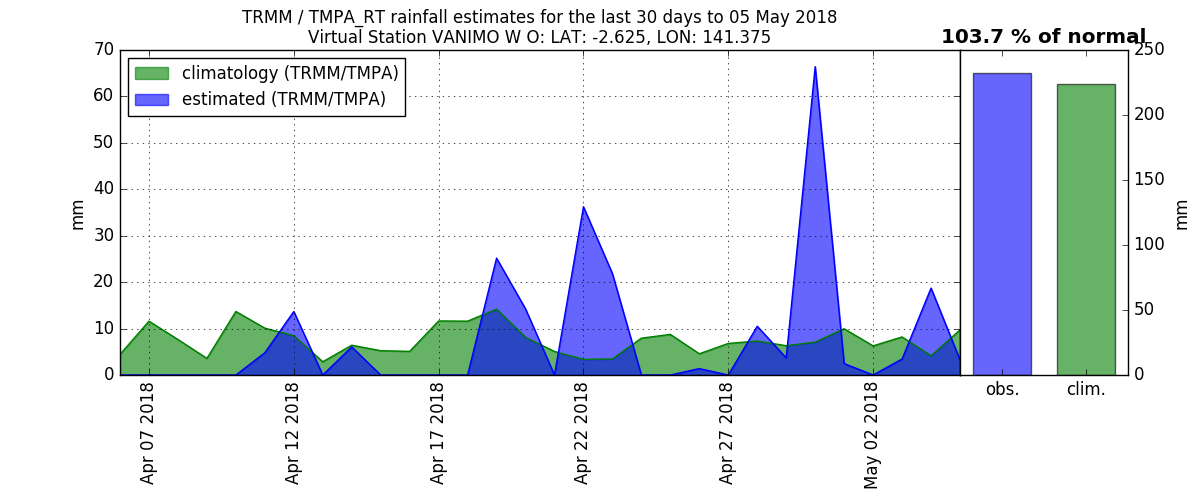 TRMM / TMPA_RT rainfall estimates for the last 30 days to 05 May 2018
Virtual Station VANIMO W O: LAT: -2.625, LON: 141.375
103.7 % of normal
climatology (TRMM/TMPA)
estimated (TRMM/TMPA)
70
60
50
40
30
20
10
0
mm
Apr 07 2018
Apr 12 2018
Apr 17 2018
Apr 22 2018
Apr 27 2018
May 02 2018
obs.
clim.
250
200
150
100
50
0
mm